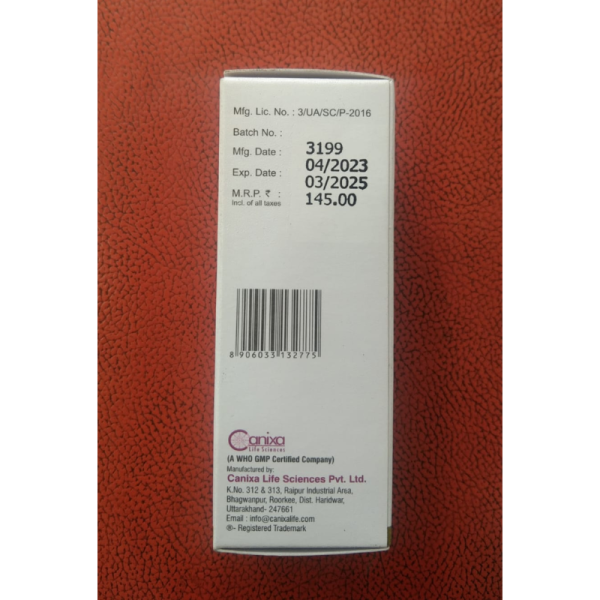 Mfg. Lic. No. : 3/UA/SC/P-2016
Batch No. :
3199
Mfg. Date :
04/2023
Exp. Date :
03/2025
M.R.P. ₹ :
145.00
Incl. of all taxes
8 906033 132775
Canixa
Life Sciences
(A WHO GMP Certified Company)
Manufactured by:
Canixa Life Sciences Pvt. Ltd.
K.No. 312 & 313, Raipur Industrial Area,
Bhagwanpur, Roorkee, Dist. Haridwar,
Uttarakhand- 247661
Email : info@canixalife.com
®- Registered Trademark